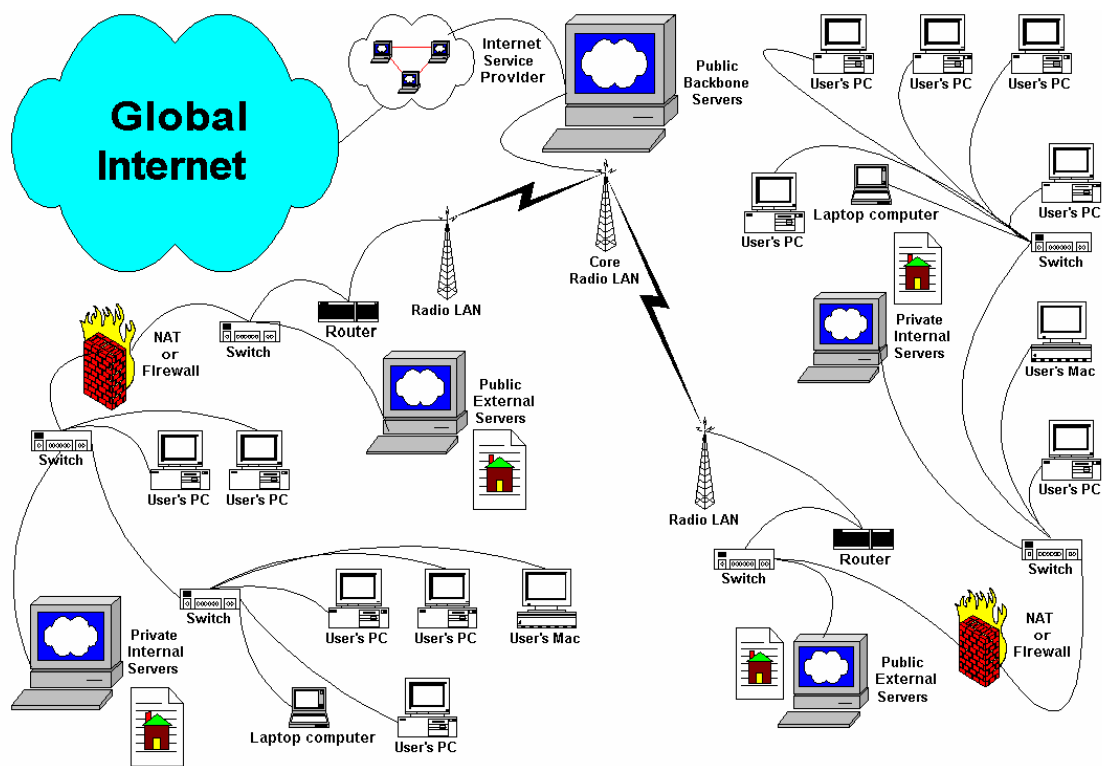 Global
Internet
Internet
Service
Provider
Public
Backbone
Servers
User's PC
User's PC
User's PC
User's PC
Laptop computer
User's PC
Switch
Core
Radio LAN
Radio LAN
Router
Switch
NAT
or
Firewall
Public
External
Servers
Private
Internal
Servers
User's Mac
Switch
User's PC
User's PC
User's PC
Radio LAN
Switch
Router
Switch
Switch
User's PC
User's PC
User's Mac
Private
Internal
Servers
NAT
or
Firewall
Public
External
Servers
Laptop computer
User's PC